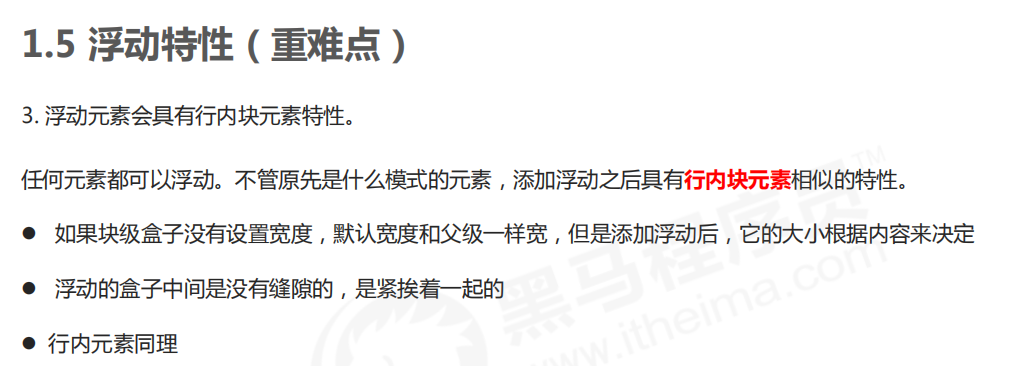 1.5 浮动特性（重难点）
3. 浮动元素会具有行内块元素特性。
任何元素都可以浮动。不管原先是什么模式的元素，添加浮动之后具有行内块元素相似的特性。
● 如果块级盒子没有设置宽度，默认宽度和父级一样宽，但是添加浮动后，它的大小根据内容来决定
● 浮动的盒子中间是没有缝隙的，是紧挨着一起的
● 行内元素同理
黑马程序员™
www.itheima.com